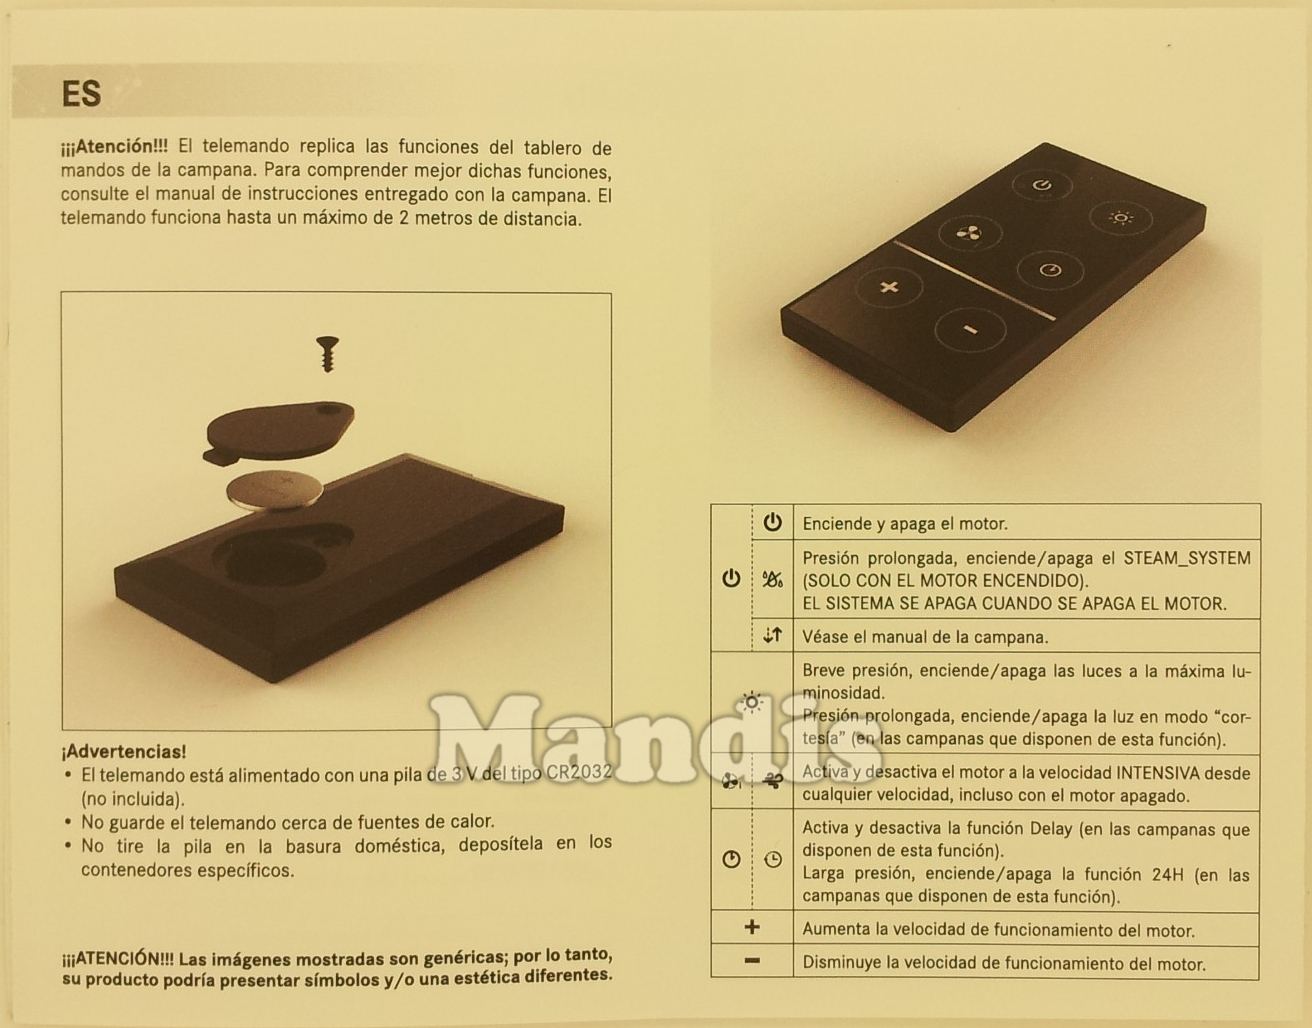 ES
¡¡¡Atención!!! El telemando replica las funciones del tablero de
mandos de la campana. Para comprender mejor dichas funciones,
consulte el manual de instrucciones entregado con la campana. El
telemando funciona hasta un máximo de 2 metros de distancia.
¡Advertencias!
• El telemando está alimentado con una pila de 3 V del tipo CR2032
(no incluida).
• No guarde el telemando cerca de fuentes de calor.
• No tire la pila en la basura doméstica, deposítela en los
contenedores específicos.
¡¡¡ATENCIÓN!!! Las imágenes mostradas son genéricas; por lo tanto,
su producto podría presentar símbolos y/o una estética diferentes.
Enciende y apaga el motor.
Presión prolongada, enciende/apaga el STEAM_SYSTEM
(SOLO CON EL MOTOR ENCENDIDO).
EL SISTEMA SE APAGA CUANDO SE APAGA EL MOTOR.
Véase el manual de la campana.
Breve presión, enciende/apaga las luces a la máxima lu-
minosidad.
Presión prolongada, enciende/apaga la luz en modo “cor-
tesía” (en las campanas que disponen de esta función).
Activa y desactiva el motor a la velocidad INTENSIVA desde
cualquier velocidad, incluso con el motor apagado.
Activa y desactiva la función Delay (en las campanas que
disponen de esta función).
Larga presión, enciende/apaga la función 24H (en las
campanas que disponen de esta función).
+ Aumenta la velocidad de funcionamiento del motor.
- Disminuye la velocidad de funcionamiento del motor.
Mandis